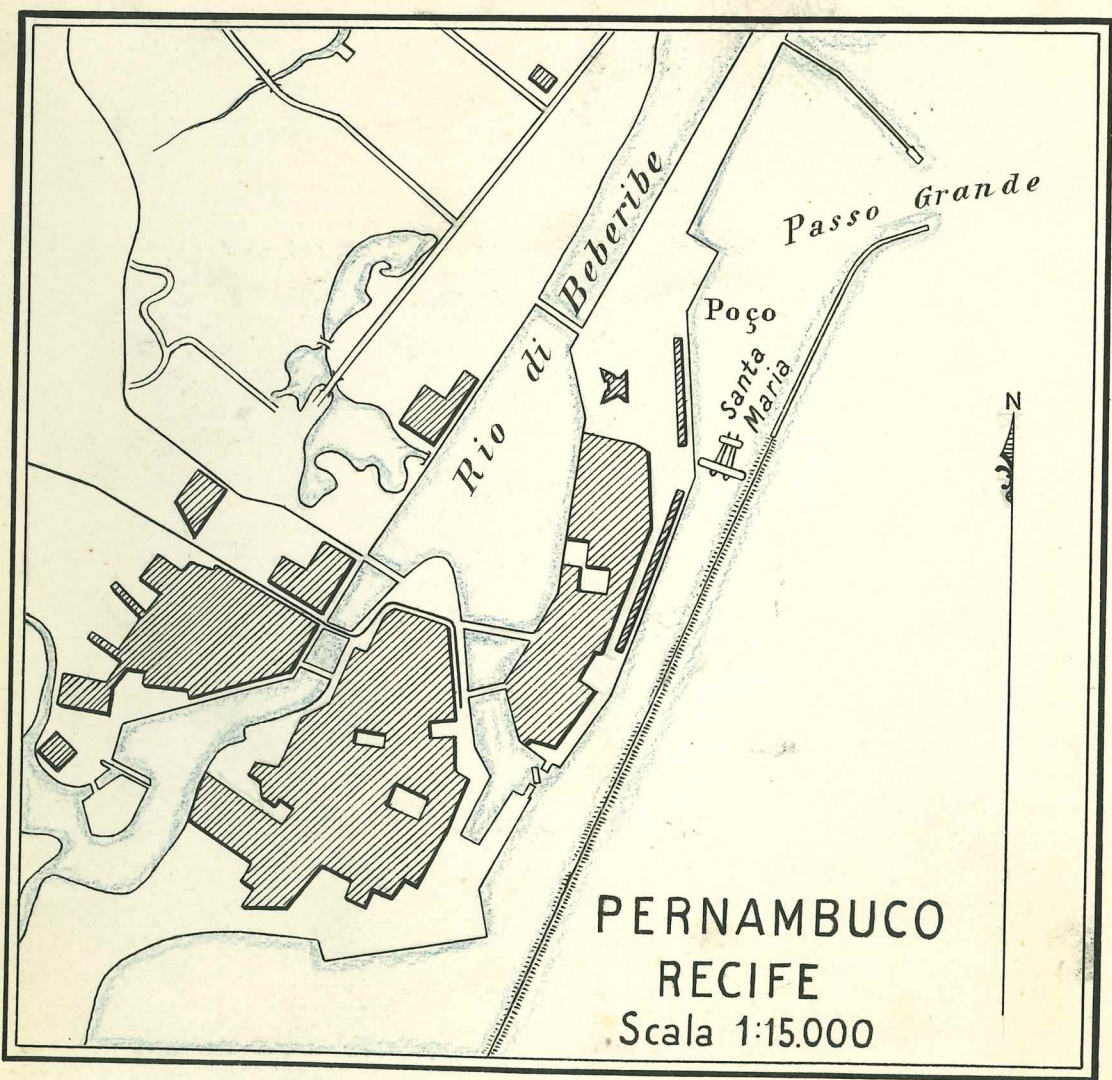 Passo Grande
Rio di Beberibe
Poço
Santa
Maria
N
PERNAMBUCO
RECIFE
Scala 1:15.000